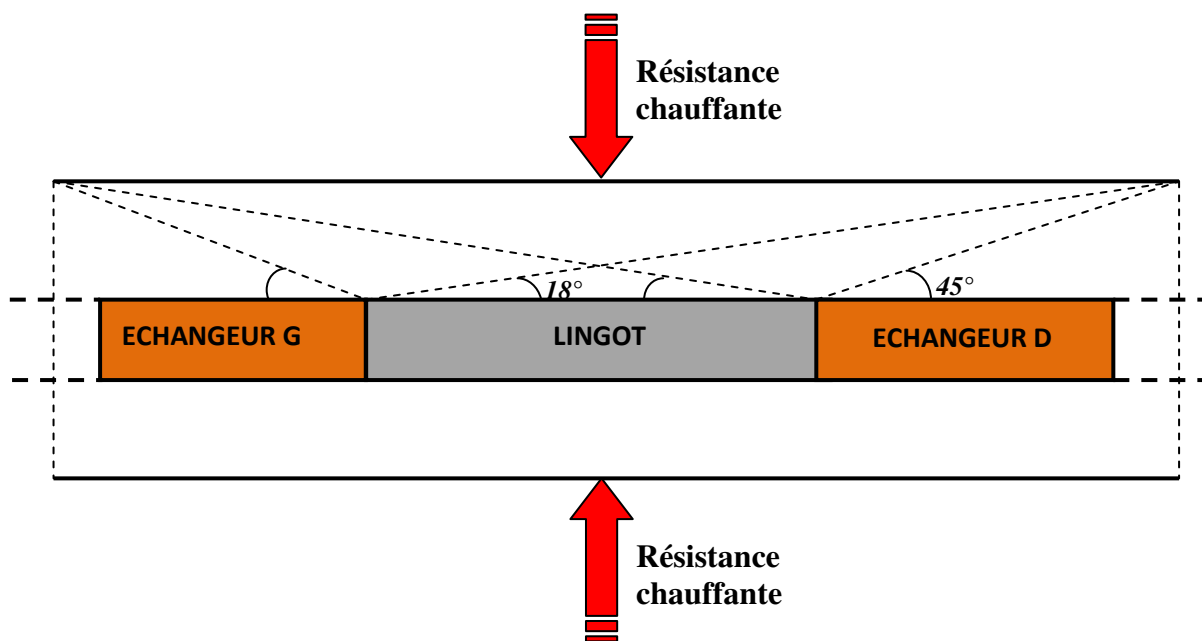 Résistance
chauffante
18°
45°
ECHANGEUR G
LINGOT
ECHANGEUR D
Résistance
chauffante